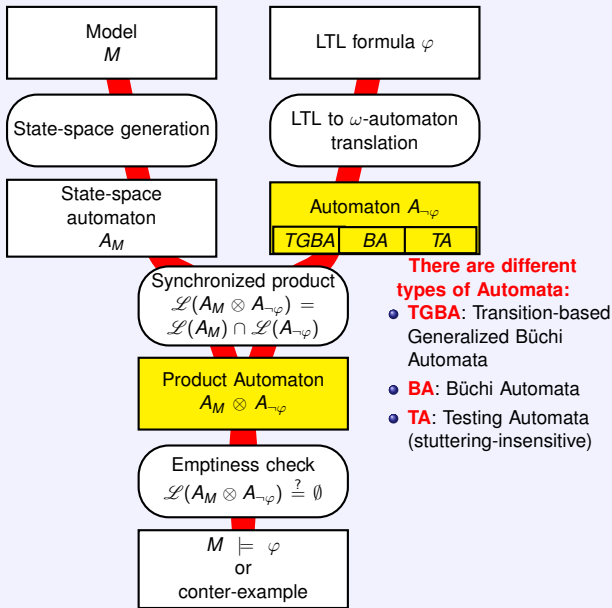 Model
M
LTL formula φ
State-space generation
LTL to ω-automaton
translation
State-space
automaton
A_M
Automaton A_¬φ
TGBA BA TA
Synchronized product
ℒ(A_M ⊗ A_¬φ) =
ℒ(A_M) ∩ ℒ(A_¬φ)
There are different
types of Automata:
TGBA: Transition-based
Generalized Büchi
Automata
BA: Büchi Automata
TA: Testing Automata
(stuttering-insensitive)
Product Automaton
A_M ⊗ A_¬φ
Emptiness check
ℒ(A_M ⊗ A_¬φ) ≟ ∅
M ⊨ φ
or
conter-example